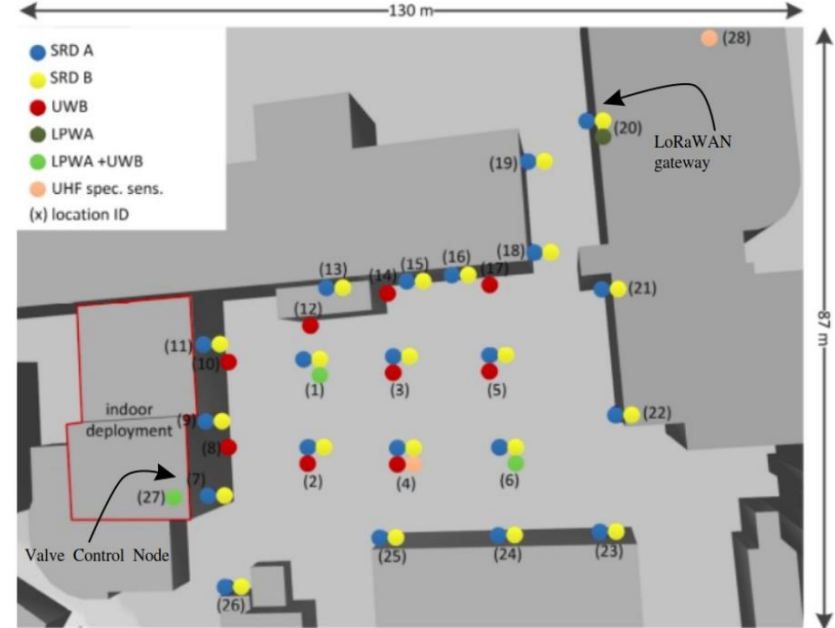 130 m
SRD A
SRD B
UWB
LPWA
LPWA +UWB
UHF spec. sens.
(x) location ID
(28)
(20)
LoRaWAN
gateway
(19)
(18)
(13)
(14)
(15)
(16)
(17)
(21)
87 m
(12)
(11)
(10)
(1)
(3)
(5)
indoor
deployment
(9)
(22)
(8)
(7)
(2)
(4)
(6)
(27)
Valve Control Node
(25)
(24)
(23)
(26)